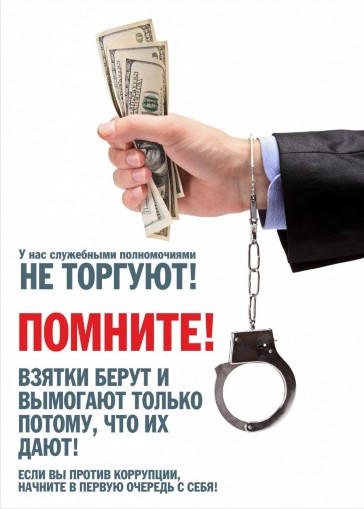 У нас служебными полномочиями
НЕ ТОРГУЮТ!
ПОМНИТЕ!
ВЗЯТКИ БЕРУТ И
ВЫМОГАЮТ ТОЛЬКО
ПОТОМУ, ЧТО ИХ
ДАЮТ!
ЕСЛИ ВЫ ПРОТИВ КОРРУПЦИИ,
НАЧНИТЕ В ПЕРВУЮ ОЧЕРЕДЬ С СЕБЯ!